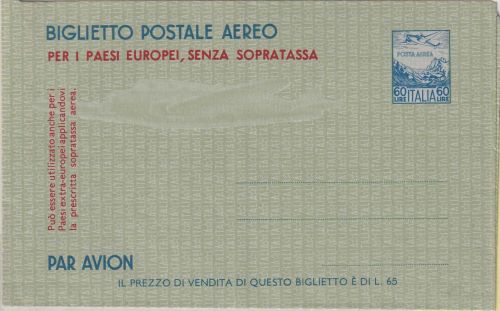 BIGLIETTO POSTALE AEREO
PER I PAESI EUROPEI, SENZA SOPRATASSA
POSTA AEREA
60 ITALIA 60
LIRE LIRE
Può essere utilizzato anche per i
Paesi extra-europei applicandovi
la prescritta sopratassa aerea.
PAR AVION
IL PREZZO DI VENDITA DI QUESTO BIGLIETTO È DI L. 65